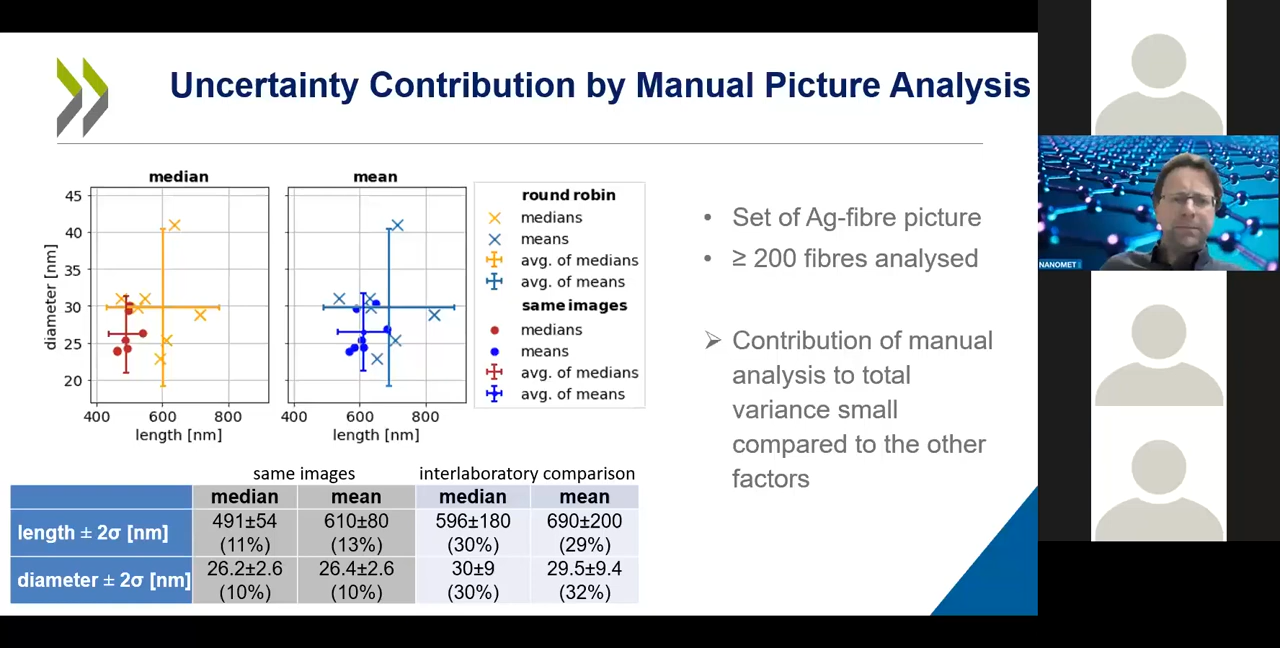 Uncertainty Contribution by Manual Picture Analysis
median
mean
45
40
35
30
25
20
diameter [nm]
400
600
800
length [nm]
400
600
800
length [nm]
round robin
medians
means
avg. of medians
avg. of means
same images
medians
means
avg. of medians
avg. of means
• Set of Ag-fibre picture
• ≥ 200 fibres analysed
➢ Contribution of manual
analysis to total
variance small
compared to the other
factors
same images interlaboratory comparison
median mean median mean
length ± 2σ [nm] 491±54 (11%) 610±80 (13%) 596±180 (30%) 690±200 (29%)
diameter ± 2σ [nm] 26.2±2.6 (10%) 26.4±2.6 (10%) 30±9 (30%) 29.5±9.4 (32%)
NANOMET